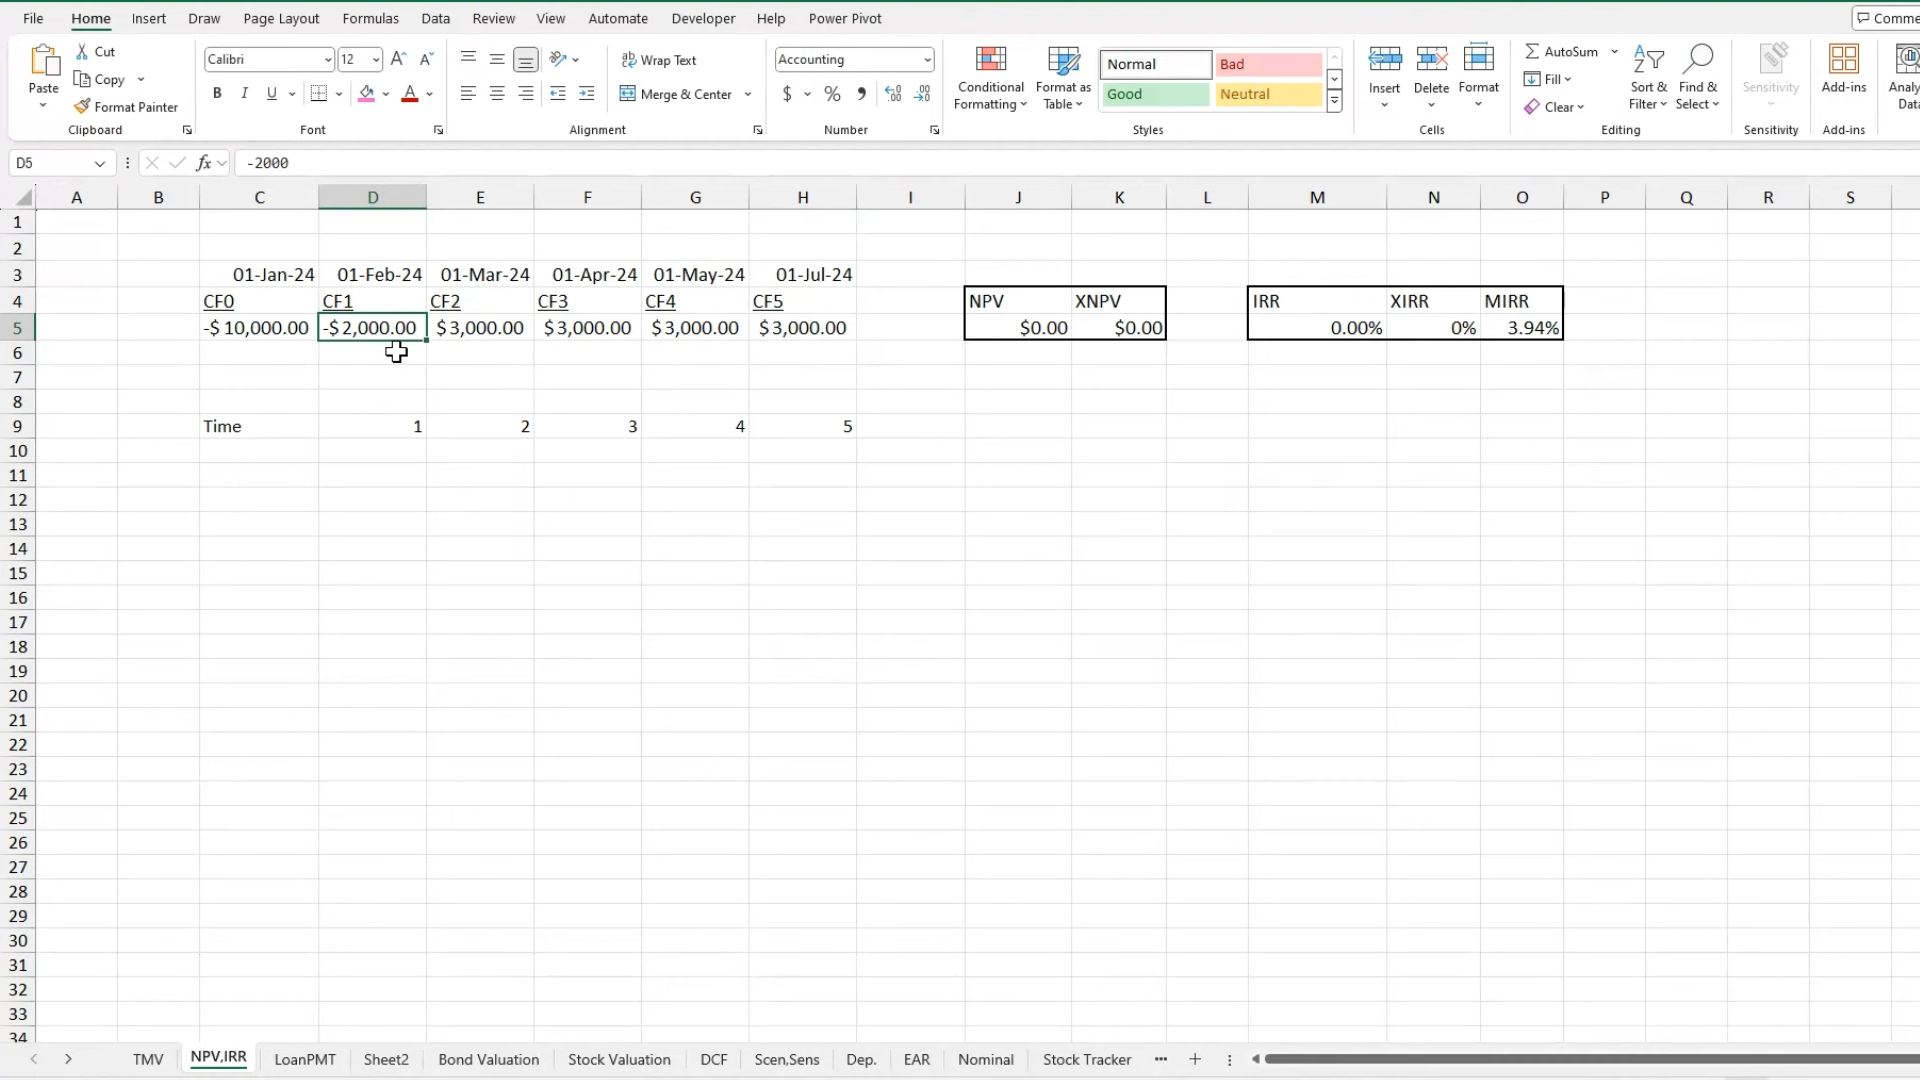 File Home Insert Draw Page Layout Formulas Data Review View Automate Developer Help Power Pivot Comme
Paste
Cut
Copy
Format Painter
Clipboard
Calibri 12 A A
B I U A
Font
Wrap Text
Merge & Center
Alignment
Accounting
$ % 9
Number
Conditional Formatting
Format as Table
Normal Bad
Good Neutral
Styles
Insert Delete Format
Cells
AutoSum
Fill
Clear
Sort & Filter
Find & Select
Editing
Sensitivity
Sensitivity
Add-ins
Add-ins
Analy
Data
D5 fx -2000
A B C D E F G H I J K L M N O P Q R S
1
2
3 01-Jan-24 01-Feb-24 01-Mar-24 01-Apr-24 01-May-24 01-Jul-24
4 CF0 CF1 CF2 CF3 CF4 CF5 NPV XNPV IRR XIRR MIRR
5 -$ 10,000.00 -$ 2,000.00 $ 3,000.00 $ 3,000.00 $ 3,000.00 $ 3,000.00 $0.00 $0.00 0.00% 0% 3.94%
6
7
8
9 Time 1 2 3 4 5
10
11
12
13
14
15
16
17
18
19
20
21
22
23
24
25
26
27
28
29
30
31
32
33
34
TMV NPV,IRR LoanPMT Sheet2 Bond Valuation Stock Valuation DCF Scen,Sens Dep. EAR Nominal Stock Tracker ... +